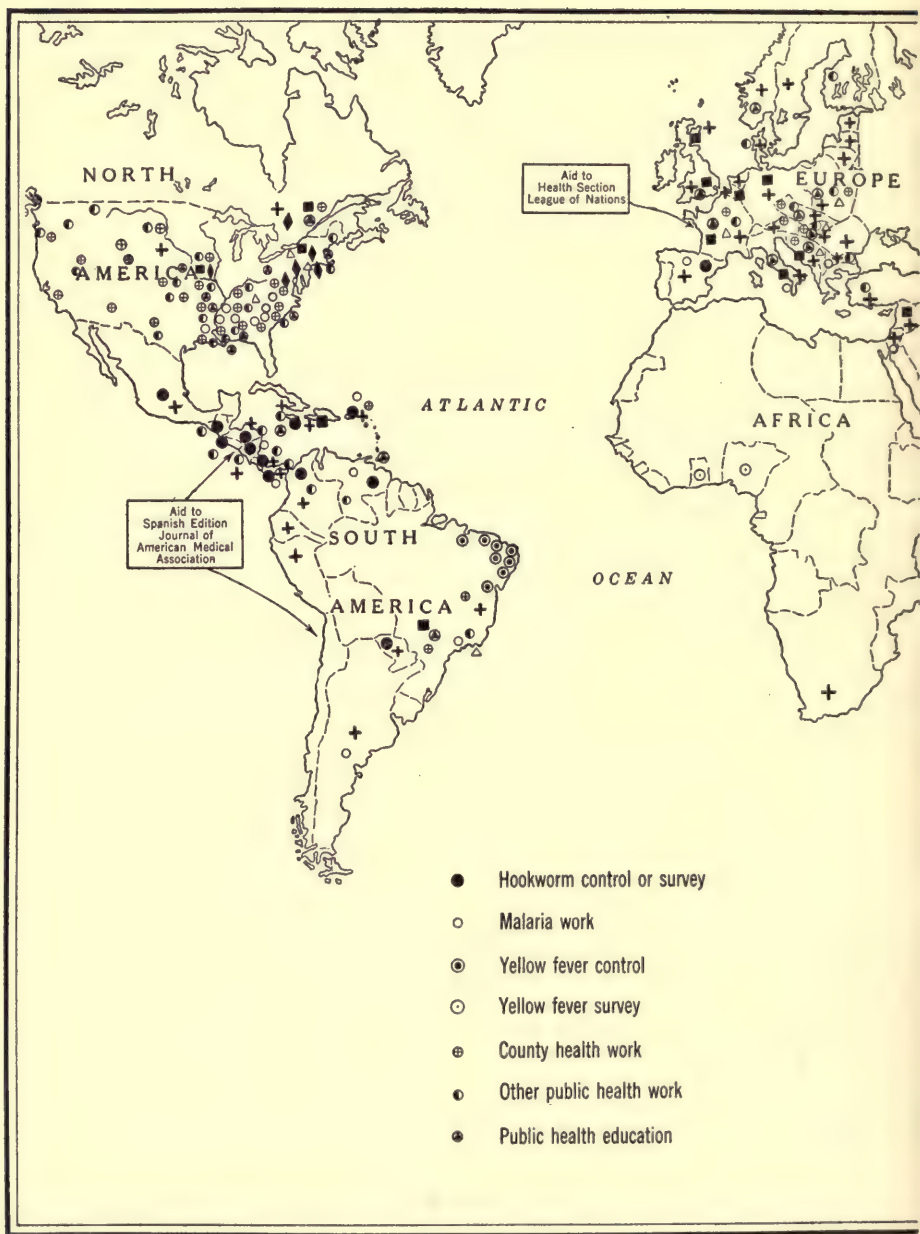 NORTH
AMERICA
EUROPE
Aid to
Health Section
League of Nations
ATLANTIC
AFRICA
Aid to
Spanish Edition
Journal of
American Medical
Association
SOUTH
OCEAN
AMERICA
Hookworm control or survey
Malaria work
Yellow fever control
Yellow fever survey
County health work
Other public health work
Public health education